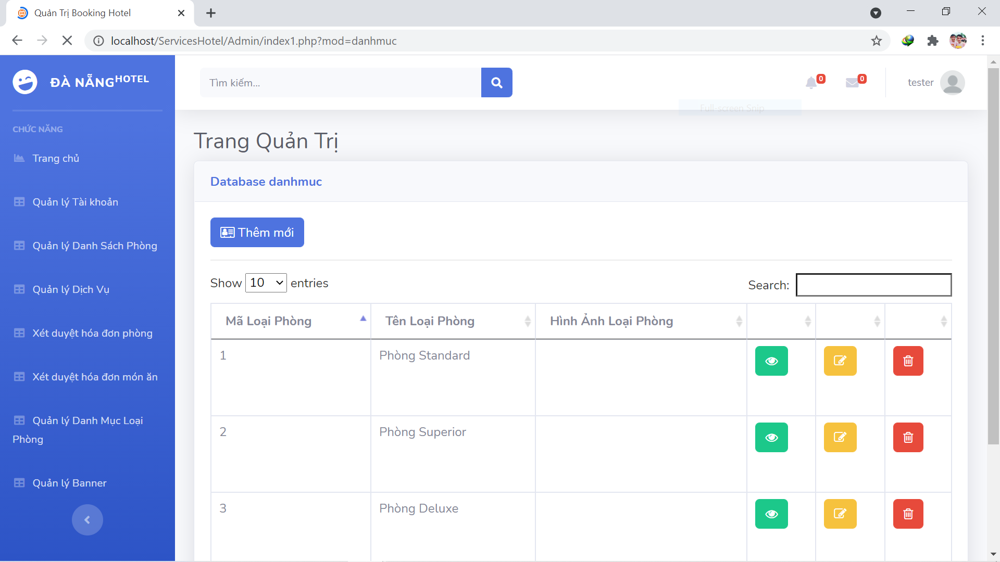 Quản Trị Booking Hotel
localhost/ServicesHotel/Admin/index1.php?mod=danhmuc
ĐÀ NẴNG HOTEL
Tìm kiếm...
0
0
tester
Full-screen Snip
CHỨC NĂNG
Trang chủ
Quản lý Tài khoản
Quản lý Danh Sách Phòng
Quản lý Dịch Vụ
Xét duyệt hóa đơn phòng
Xét duyệt hóa đơn món ăn
Quản lý Danh Mục Loại
Phòng
Quản lý Banner
Trang Quản Trị
Database danhmuc
Thêm mới
Show 10 entries
Search:
Mã Loại Phòng Tên Loại Phòng Hình Ảnh Loại Phòng
1 Phòng Standard
2 Phòng Superior
3 Phòng Deluxe